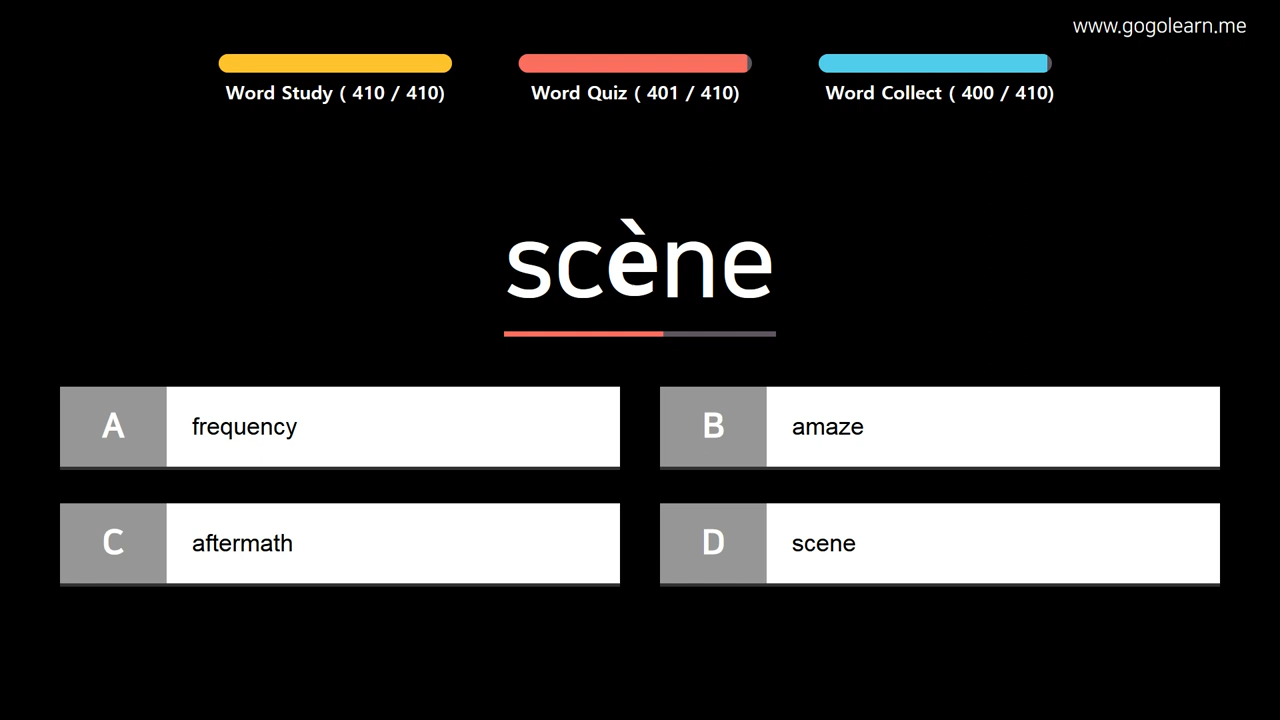 www.gogolearn.me
Word Study ( 410 / 410)
Word Quiz ( 401 / 410)
Word Collect ( 400 / 410)
scène
A frequency
B amaze
C aftermath
D scene